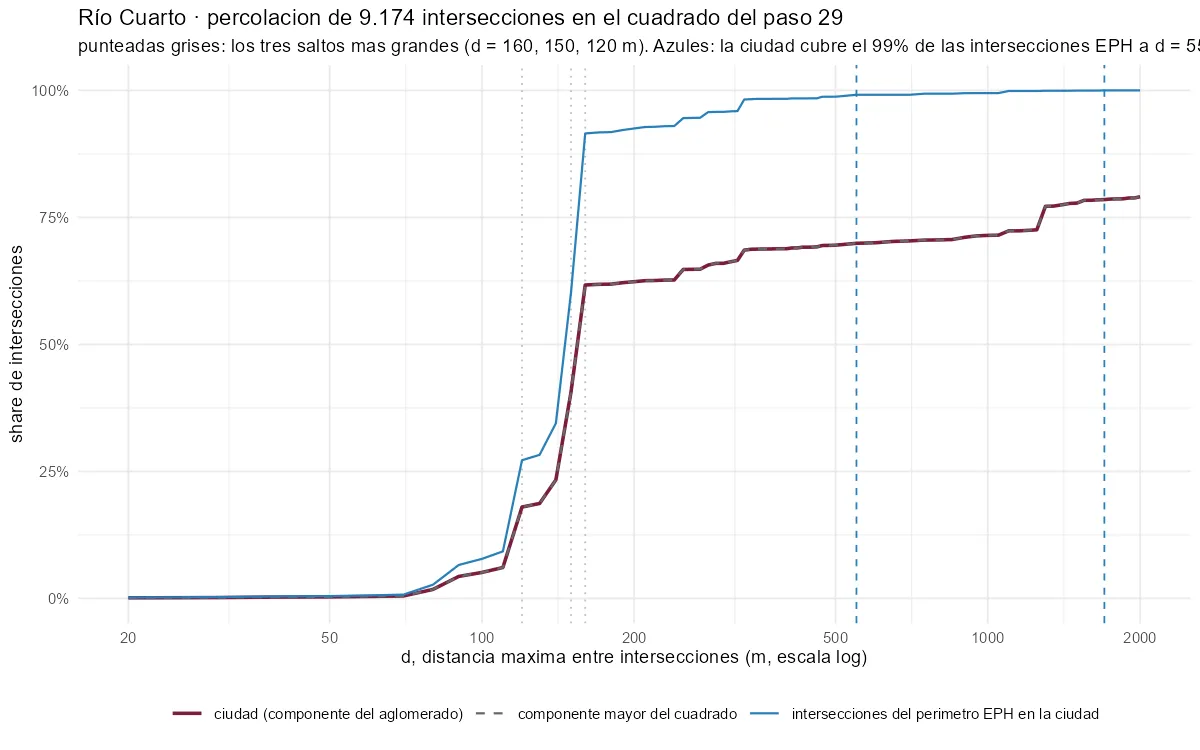 Río Cuarto · percolacion de 9.174 intersecciones en el cuadrado del paso 29
punteadas grises: los tres saltos mas grandes (d = 160, 150, 120 m). Azules: la ciudad cubre el 99% de las intersecciones EPH a d = 55
100%
75%
50%
25%
0%
share de intersecciones
20 50 100 200 500 1000 2000
d, distancia maxima entre intersecciones (m, escala log)
ciudad (componente del aglomerado) componente mayor del cuadrado intersecciones del perimetro EPH en la ciudad